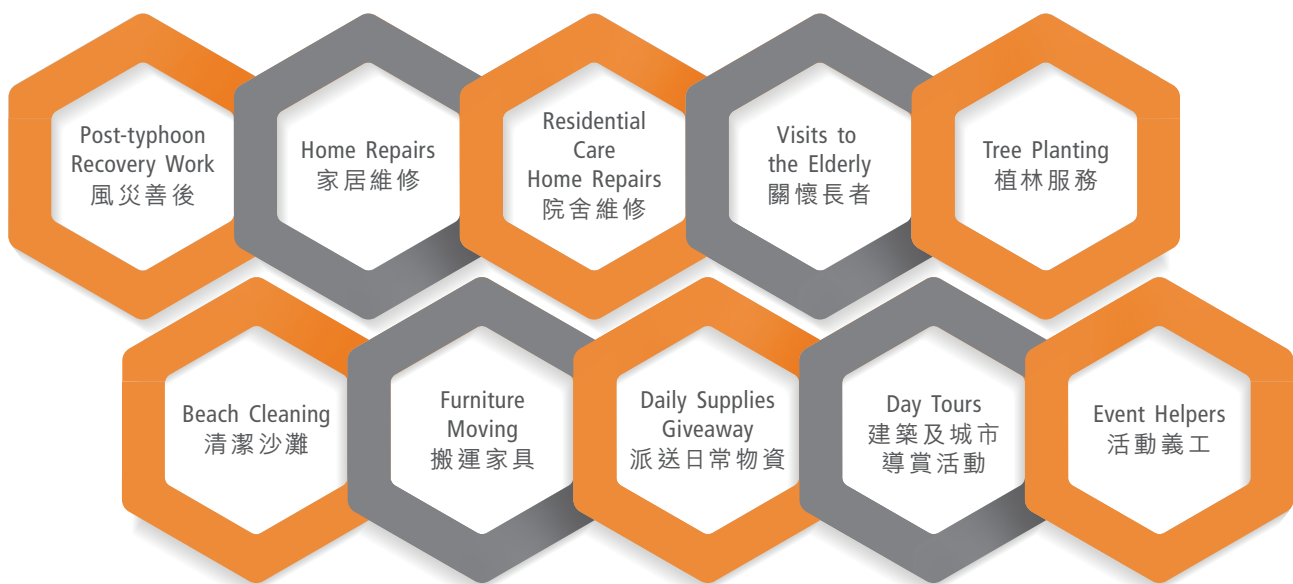 Post-typhoon
Recovery Work
風災善後
Home Repairs
家居維修
Residential
Care
Home Repairs
院舍維修
Visits to
the Elderly
關懷長者
Tree Planting
植林服務
Beach Cleaning
清潔沙灘
Furniture
Moving
搬運家具
Daily Supplies
Giveaway
派送日常物資
Day Tours
建築及城市
導賞活動
Event Helpers
活動義工